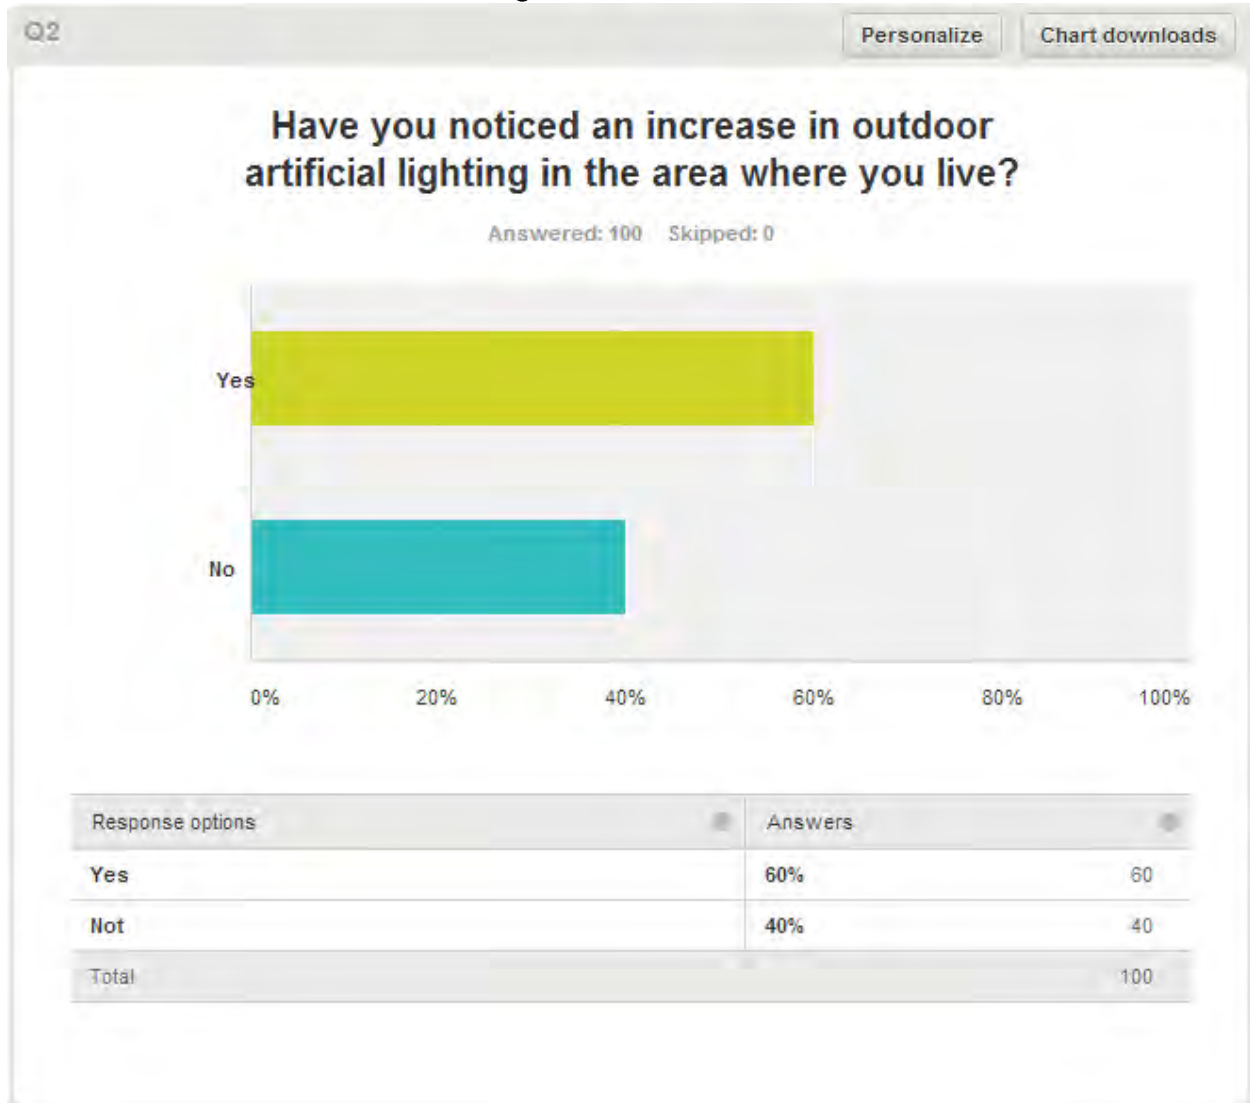 Q2 Personalize Chart downloads
Have you noticed an increase in outdoor
artificial lighting in the area where you live?
Answered: 100 Skipped: 0
Yes
No
0% 20% 40% 60% 80% 100%
Response options Answers
Yes 60% 60
Not 40% 40
Total 100